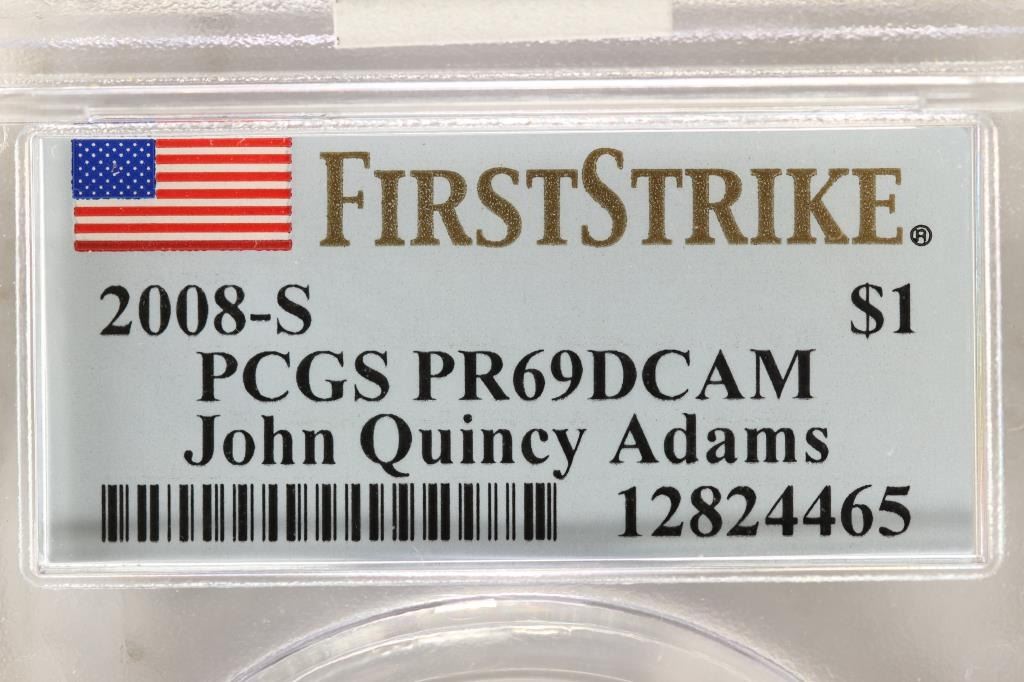 FIRSTSTRIKE®
2008-S $1
PCGS PR69DCAM
John Quincy Adams
12824465